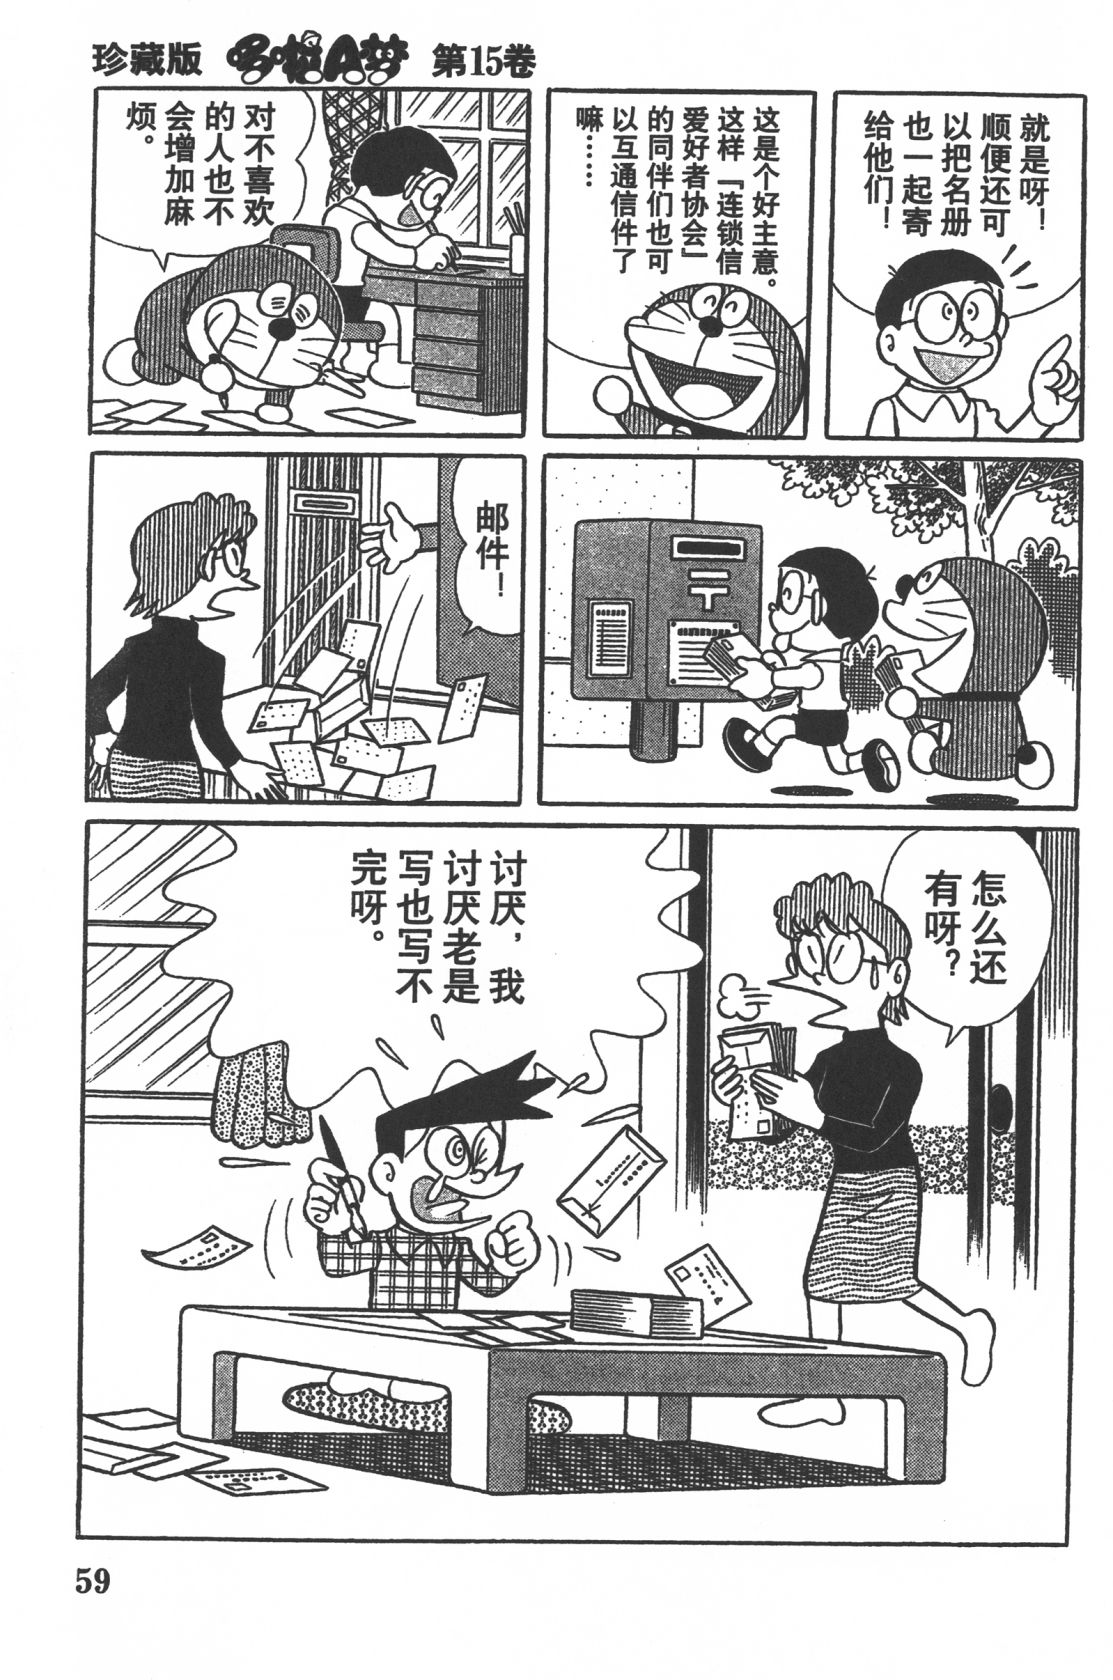 珍藏版 哆啦A梦 第15卷
就是呀！
顺便还可
以把名册
也一起寄
给他们！
这是个好主意。
这样『连锁信
爱好者协会』
的同伴们也可
以互通信件了
嘛……
对不喜欢
的人也不
会增加麻
烦。
邮件！
怎么还
有呀？
讨厌，我
讨厌老是
写也写不
完呀。
59